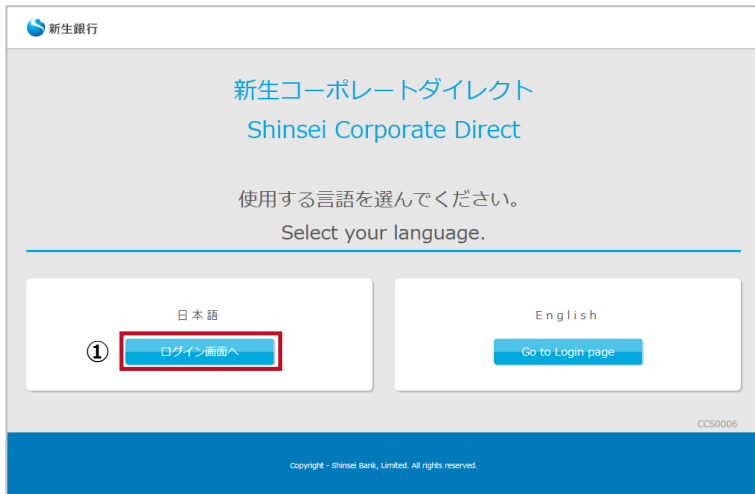 新生銀行
新生コーポレートダイレクト
Shinsei Corporate Direct
使用する言語を選んでください。
Select your language.
日本語
① ログイン画面へ
English
Go to Login page
CCS0006
Copyright - Shinsei Bank, Limited. All rights reserved.